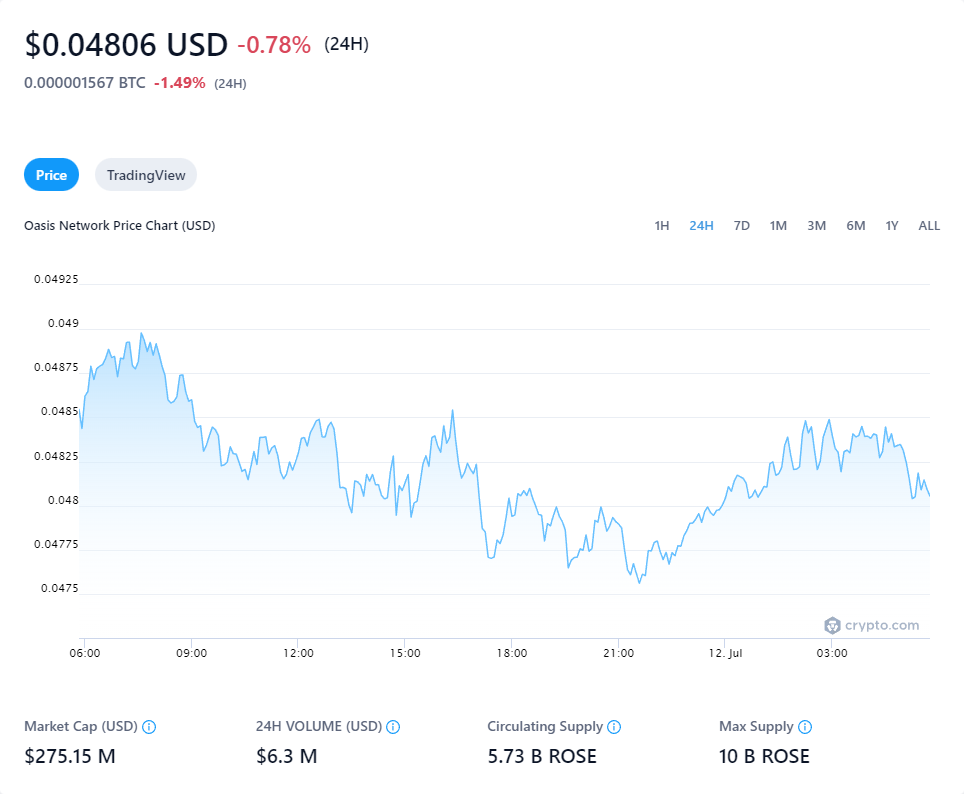 $0.04806 USD -0.78% (24H)
0.000001567 BTC -1.49% (24H)
Price TradingView
Oasis Network Price Chart (USD) 1H 24H 7D 1M 3M 6M 1Y ALL
0.04925
0.049
0.04875
0.0485
0.04825
0.048
0.04775
0.0475
crypto.com
06:00 09:00 12:00 15:00 18:00 21:00 12. Jul 03:00
Market Cap (USD) 24H VOLUME (USD) Circulating Supply Max Supply
$275.15 M $6.3 M 5.73 B ROSE 10 B ROSE